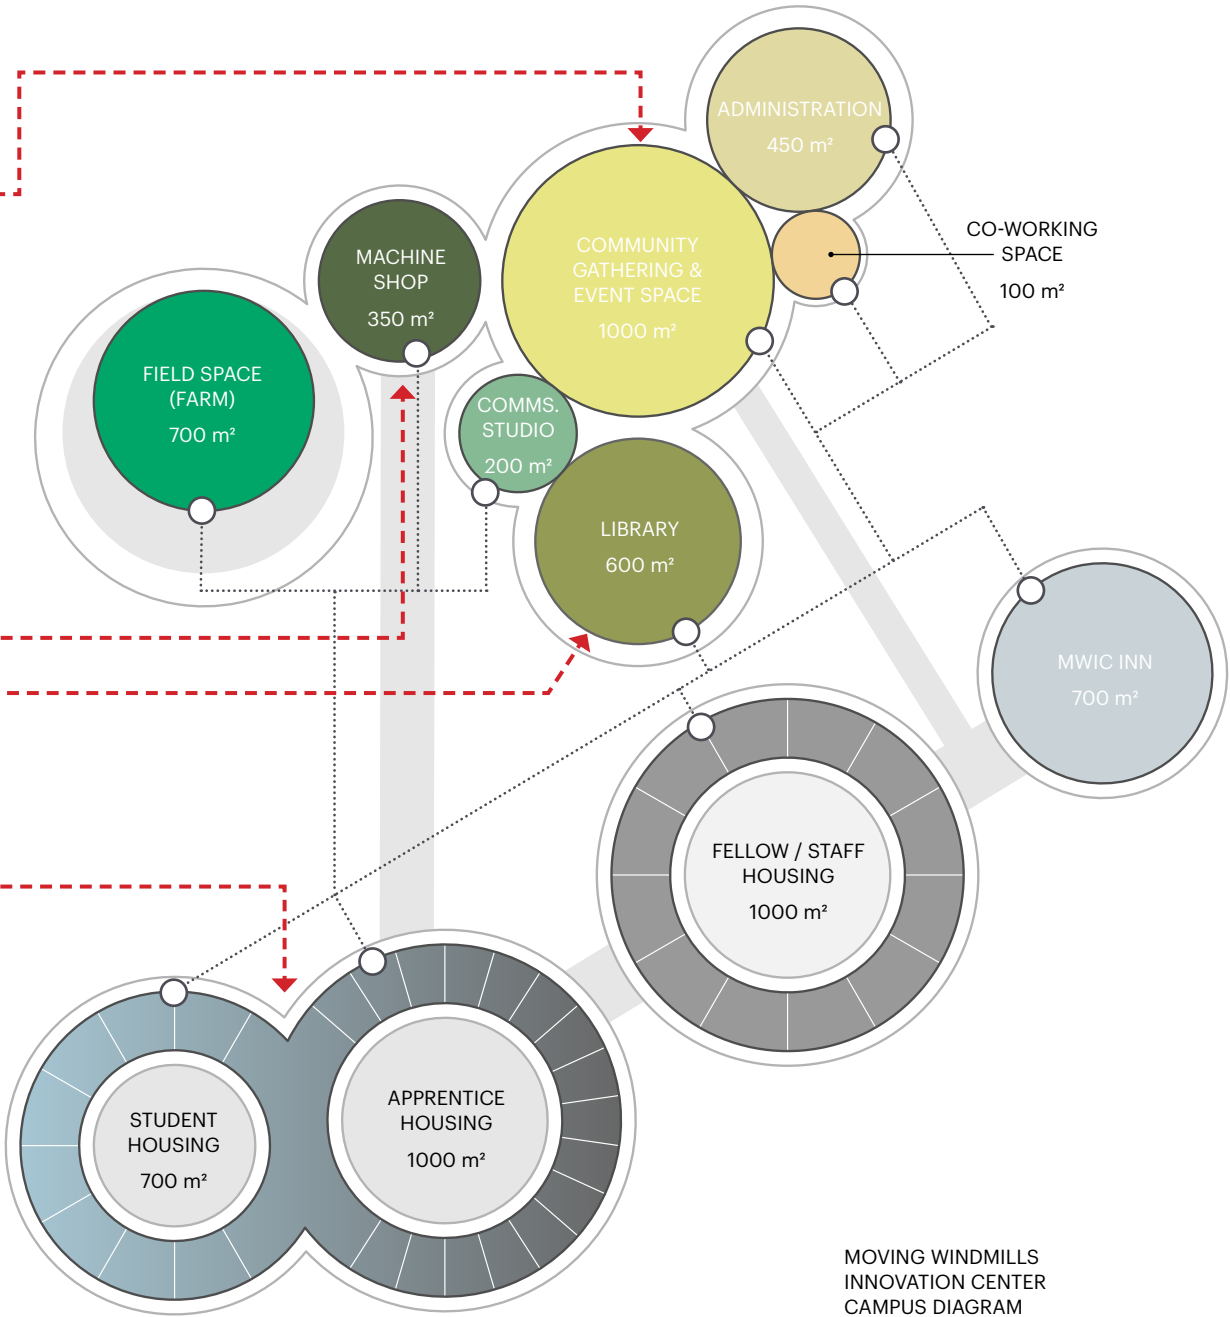 ADMINISTRATION
450 m²
CO-WORKING
SPACE
100 m²
COMMUNITY
GATHERING &
EVENT SPACE
1000 m²
MACHINE
SHOP
350 m²
FIELD SPACE
(FARM)
700 m²
COMMS.
STUDIO
200 m²
LIBRARY
600 m²
MWIC INN
700 m²
FELLOW / STAFF
HOUSING
1000 m²
APPRENTICE
HOUSING
1000 m²
STUDENT
HOUSING
700 m²
MOVING WINDMILLS
INNOVATION CENTER
CAMPUS DIAGRAM